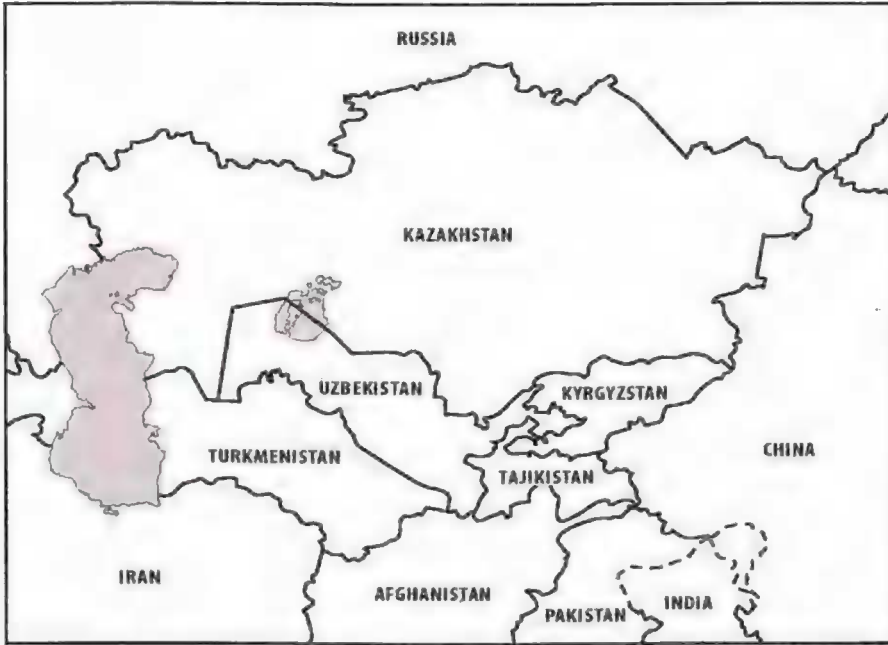 RUSSIA
KAZAKHSTAN
UZBEKISTAN
KYRGYZSTAN
TURKMENISTAN
TAJIKISTAN
CHINA
IRAN
AFGHANISTAN
PAKISTAN
INDIA